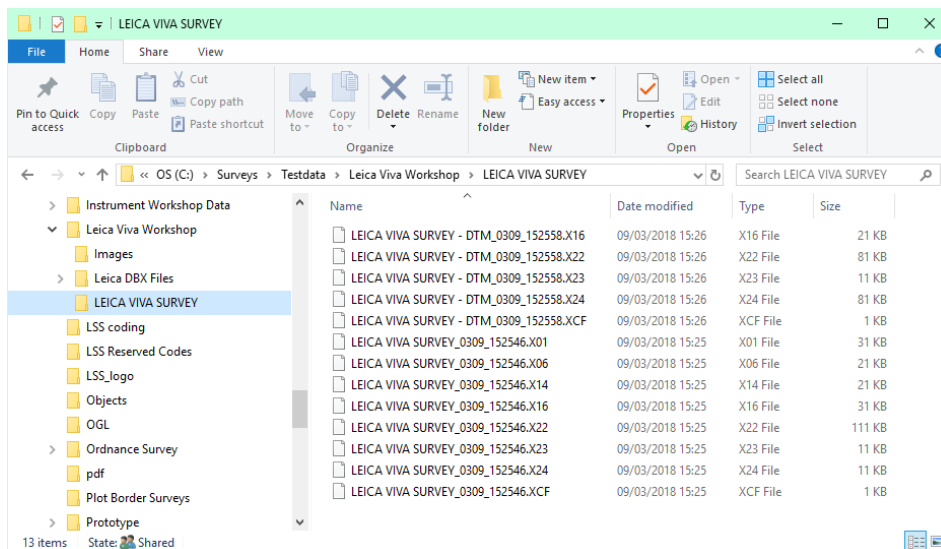 LEICA VIVA SURVEY
File Home Share View
Pin to Quick access
Copy
Paste
Cut
Copy path
Paste shortcut
Move to
Copy to
Delete
Rename
New folder
New item
Easy access
Properties
Open
Edit
History
Select all
Select none
Invert selection
Clipboard Organize New Open Select
« OS (C:) > Surveys > Testdata > Leica Viva Workshop > LEICA VIVA SURVEY
Search LEICA VIVA SURVEY
Instrument Workshop Data
Leica Viva Workshop
Images
Leica DBX Files
LEICA VIVA SURVEY
LSS coding
LSS Reserved Codes
LSS_logo
Objects
OGL
Ordnance Survey
pdf
Plot Border Surveys
Prototype
Name Date modified Type Size
LEICA VIVA SURVEY - DTM_0309_152558.X16 09/03/2018 15:26 X16 File 21 KB
LEICA VIVA SURVEY - DTM_0309_152558.X22 09/03/2018 15:26 X22 File 81 KB
LEICA VIVA SURVEY - DTM_0309_152558.X23 09/03/2018 15:26 X23 File 11 KB
LEICA VIVA SURVEY - DTM_0309_152558.X24 09/03/2018 15:26 X24 File 81 KB
LEICA VIVA SURVEY - DTM_0309_152558.XCF 09/03/2018 15:26 XCF File 1 KB
LEICA VIVA SURVEY_0309_152546.X01 09/03/2018 15:25 X01 File 31 KB
LEICA VIVA SURVEY_0309_152546.X06 09/03/2018 15:25 X06 File 21 KB
LEICA VIVA SURVEY_0309_152546.X14 09/03/2018 15:25 X14 File 21 KB
LEICA VIVA SURVEY_0309_152546.X16 09/03/2018 15:25 X16 File 31 KB
LEICA VIVA SURVEY_0309_152546.X22 09/03/2018 15:25 X22 File 111 KB
LEICA VIVA SURVEY_0309_152546.X23 09/03/2018 15:25 X23 File 11 KB
LEICA VIVA SURVEY_0309_152546.X24 09/03/2018 15:25 X24 File 11 KB
LEICA VIVA SURVEY_0309_152546.XCF 09/03/2018 15:25 XCF File 1 KB
13 items State: Shared